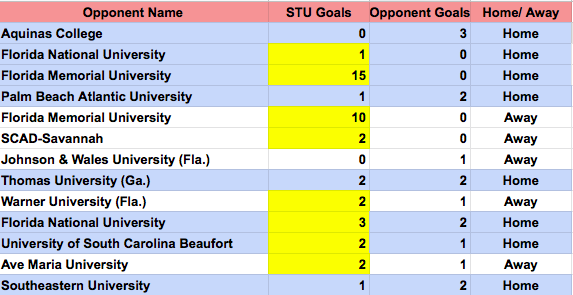 Opponent Name STU Goals Opponent Goals Home/ Away
Aquinas College 0 3 Home
Florida National University 1 0 Home
Florida Memorial University 15 0 Home
Palm Beach Atlantic University 1 2 Home
Florida Memorial University 10 0 Away
SCAD-Savannah 2 0 Away
Johnson & Wales University (Fla.) 0 1 Away
Thomas University (Ga.) 2 2 Home
Warner University (Fla.) 2 1 Away
Florida National University 3 2 Home
University of South Carolina Beaufort 2 1 Home
Ave Maria University 2 1 Away
Southeastern University 1 2 Home